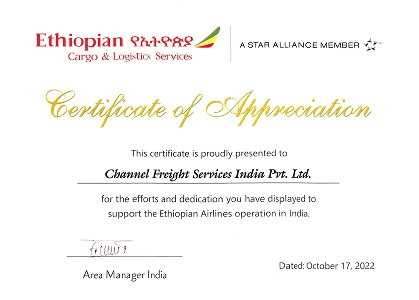 Ethiopian የኢትዮጵያ
Cargo & Logistics Services
A STAR ALLIANCE MEMBER
Certificate of Appreciation
This certificate is proudly presented to
Channel Freight Services India Pvt. Ltd.
for the efforts and dedication you have displayed to
support the Ethiopian Airlines operation in India.
Area Manager India
Dated: October 17, 2022